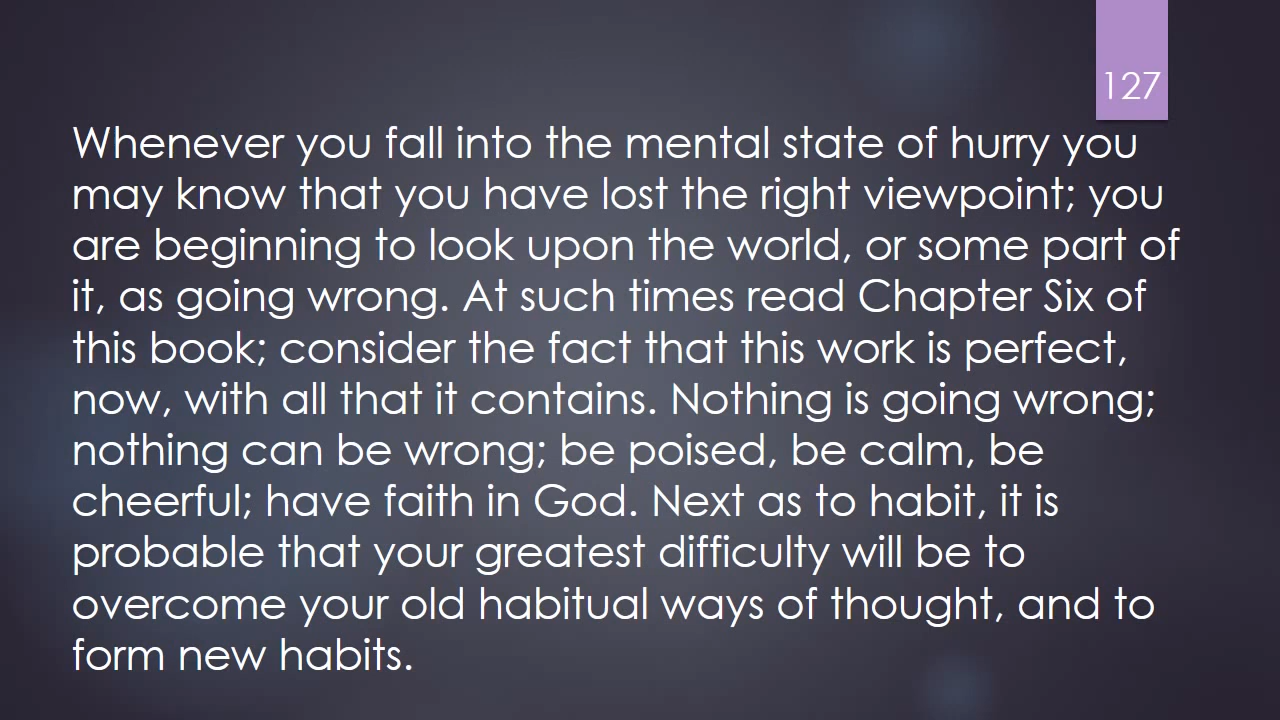 127
Whenever you fall into the mental state of hurry you
may know that you have lost the right viewpoint; you
are beginning to look upon the world, or some part of
it, as going wrong. At such times read Chapter Six of
this book; consider the fact that this work is perfect,
now, with all that it contains. Nothing is going wrong;
nothing can be wrong; be poised, be calm, be
cheerful; have faith in God. Next as to habit, it is
probable that your greatest difficulty will be to
overcome your old habitual ways of thought, and to
form new habits.